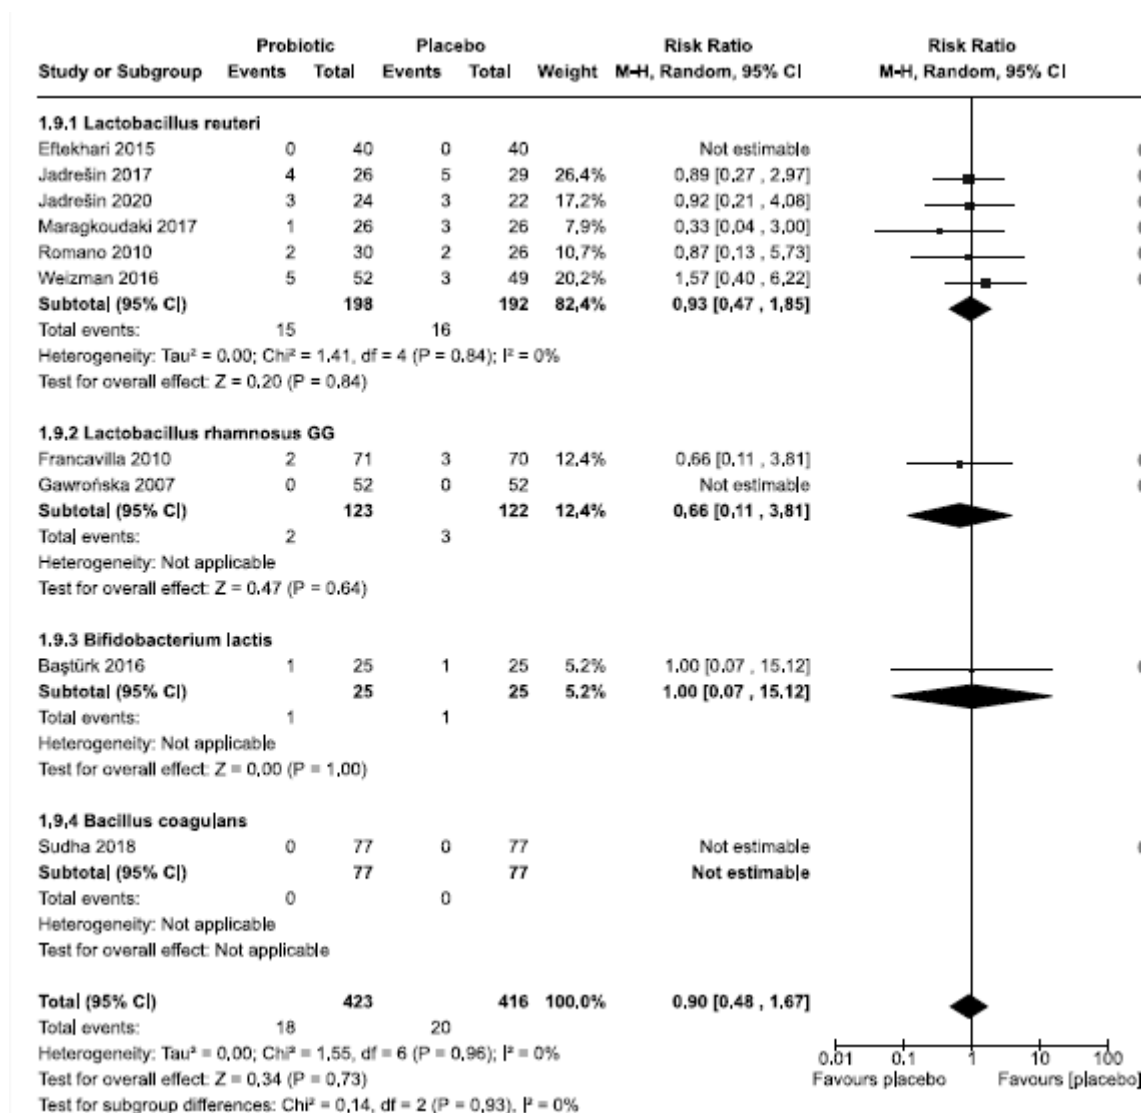 Probiotic Placebo Risk Ratio Risk Ratio
Study or Subgroup Events Total Events Total Weight M-H, Random, 95% CI M-H, Random, 95% CI
1.9.1 Lactobacillus reuteri
Eftekhari 2015 0 40 0 40 Not estimable
Jadrešin 2017 4 26 5 29 26,4% 0,89 [0,27 , 2,97]
Jadrešin 2020 3 24 3 22 17,2% 0,92 [0,21 , 4,08]
Maragkoudaki 2017 1 26 3 26 7,9% 0,33 [0,04 , 3,00]
Romano 2010 2 30 2 26 10,7% 0,87 [0,13 , 5,73]
Weizman 2016 5 52 3 49 20,2% 1,57 [0,40 , 6,22]
Subtotal (95% CI) 198 192 82,4% 0,93 [0,47 , 1,85]
Total events: 15 16
Heterogeneity: Tau² = 0,00; Chi² = 1,41, df = 4 (P = 0,84); I² = 0%
Test for overall effect: Z = 0,20 (P = 0,84)
1.9.2 Lactobacillus rhamnosus GG
Francavilla 2010 2 71 3 70 12,4% 0,66 [0,11 , 3,81]
Gawrońska 2007 0 52 0 52 Not estimable
Subtotal (95% CI) 123 122 12,4% 0,66 [0,11 , 3,81]
Total events: 2 3
Heterogeneity: Not applicable
Test for overall effect: Z = 0,47 (P = 0,64)
1.9.3 Bifidobacterium lactis
Baştürk 2016 1 25 1 25 5,2% 1,00 [0,07 , 15,12]
Subtotal (95% CI) 25 25 5,2% 1,00 [0,07 , 15,12]
Total events: 1 1
Heterogeneity: Not applicable
Test for overall effect: Z = 0,00 (P = 1,00)
1,9,4 Bacillus coagulans
Sudha 2018 0 77 0 77 Not estimable
Subtotal (95% CI) 77 77 Not estimable
Total events: 0 0
Heterogeneity: Not applicable
Test for overall effect: Not applicable
Total (95% CI) 423 416 100,0% 0,90 [0,48 , 1,67]
Total events: 18 20
Heterogeneity: Tau² = 0,00; Chi² = 1,55, df = 6 (P = 0,96); I² = 0%
Test for overall effect: Z = 0,34 (P = 0,73)
Test for subgroup differences: Chi² = 0,14, df = 2 (P = 0,93), I² = 0%
0.01 0.1 1 10 100
Favours placebo Favours [placebo]